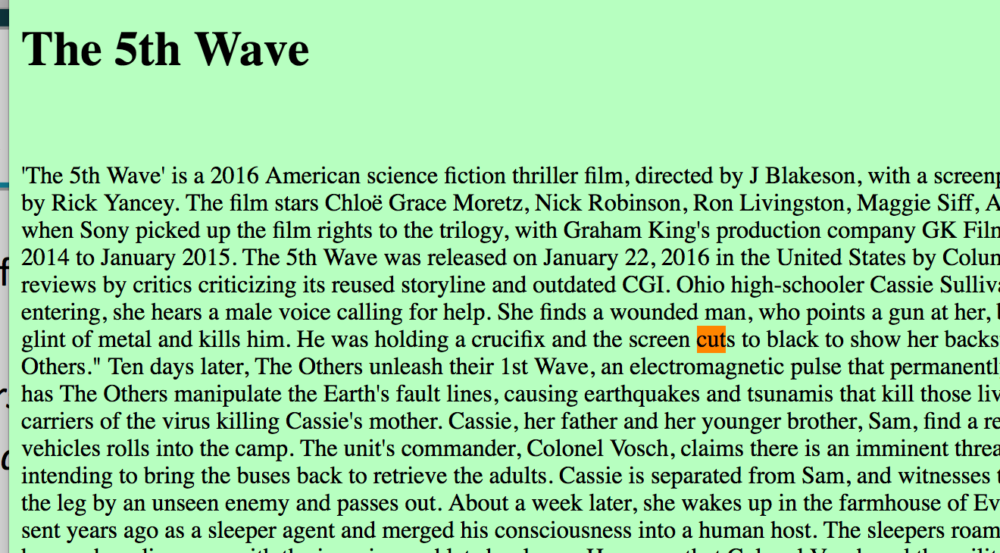 The 5th Wave
'The 5th Wave' is a 2016 American science fiction thriller film, directed by J Blakeson, with a
by Rick Yancey. The film stars Chloë Grace Moretz, Nick Robinson, Ron Livingston, Maggie Siff,
when Sony picked up the film rights to the trilogy, with Graham King's production company GK
2014 to January 2015. The 5th Wave was released on January 22, 2016 in the United States by
reviews by critics criticizing its reused storyline and outdated CGI. Ohio high-schooler Cassie
entering, she hears a male voice calling for help. She finds a wounded man, who points a gun at her,
glint of metal and kills him. He was holding a crucifix and the screen cuts to black to show her
Others." Ten days later, The Others unleash their 1st Wave, an electromagnetic pulse that
has The Others manipulate the Earth's fault lines, causing earthquakes and tsunamis that kill those
carriers of the virus killing Cassie's mother. Cassie, her father and her younger brother, Sam, find a
vehicles rolls into the camp. The unit's commander, Colonel Vosch, claims there is an imminent
intending to bring the buses back to retrieve the adults. Cassie is separated from Sam, and witnesses
the leg by an unseen enemy and passes out. About a week later, she wakes up in the farmhouse of
sent years ago as a sleeper agent and merged his consciousness into a human host. The sleepers roam